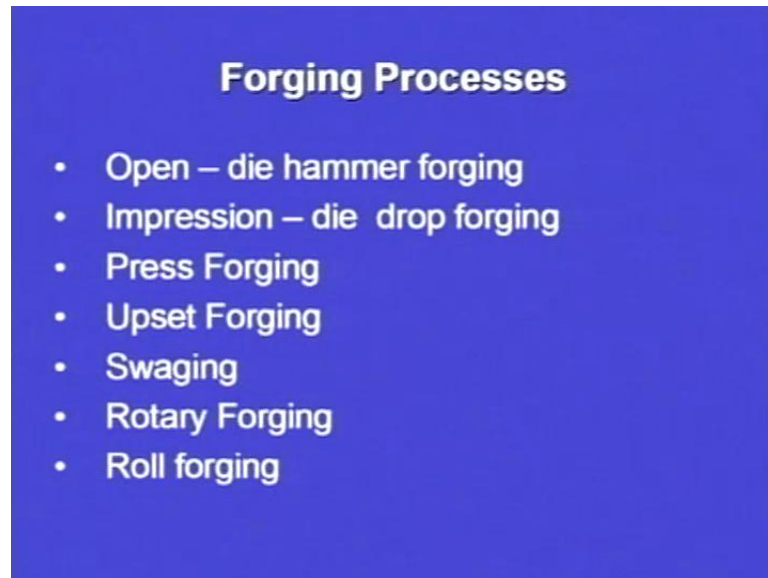 Forging Processes
• Open – die hammer forging
• Impression – die drop forging
• Press Forging
• Upset Forging
• Swaging
• Rotary Forging
• Roll forging